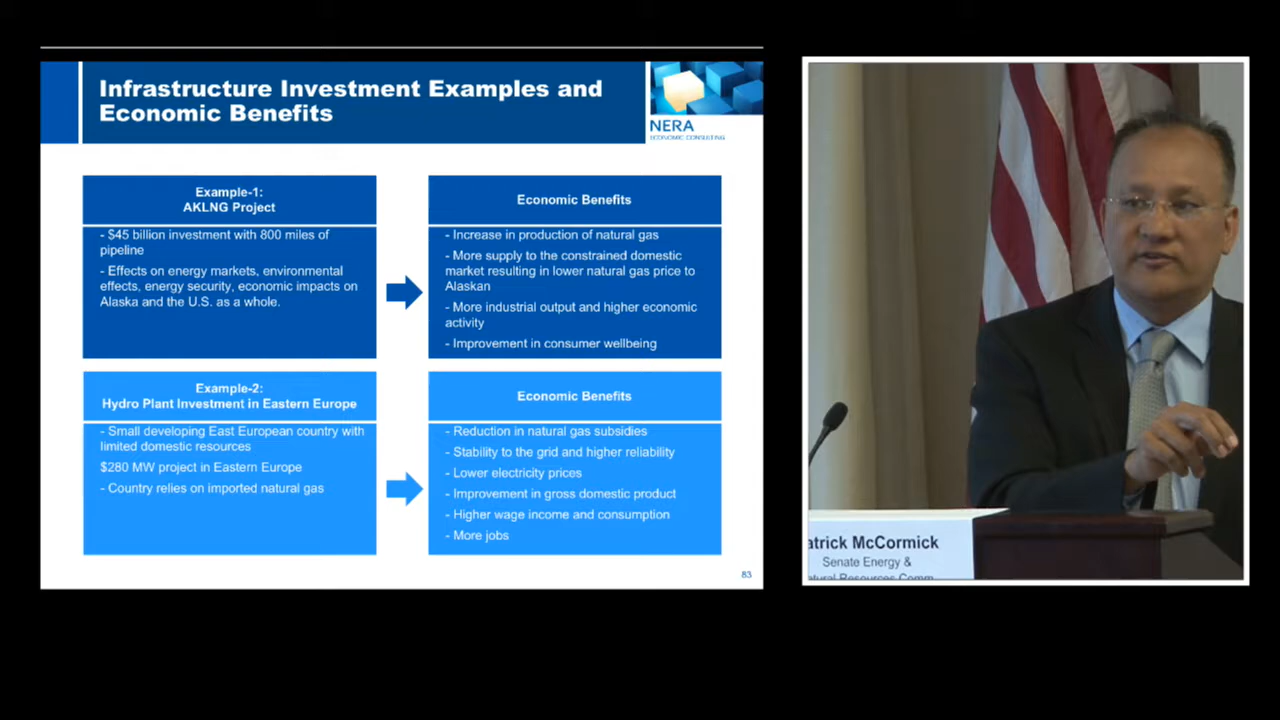 Infrastructure Investment Examples and
Economic Benefits
NERA
ECONOMIC CONSULTING
Example-1:
AKLNG Project
- $45 billion investment with 800 miles of
pipeline
- Effects on energy markets, environmental
effects, energy security, economic impacts on
Alaska and the U.S. as a whole.
Economic Benefits
- Increase in production of natural gas
- More supply to the constrained domestic
market resulting in lower natural gas price to
Alaskan
- More industrial output and higher economic
activity
- Improvement in consumer wellbeing
Example-2:
Hydro Plant Investment in Eastern Europe
- Small developing East European country with
limited domestic resources
$280 MW project in Eastern Europe
- Country relies on imported natural gas
Economic Benefits
- Reduction in natural gas subsidies
- Stability to the grid and higher reliability
- Lower electricity prices
- Improvement in gross domestic product
- Higher wage income and consumption
- More jobs
83
atrick McCormick
Senate Energy &
atural Resources Comm